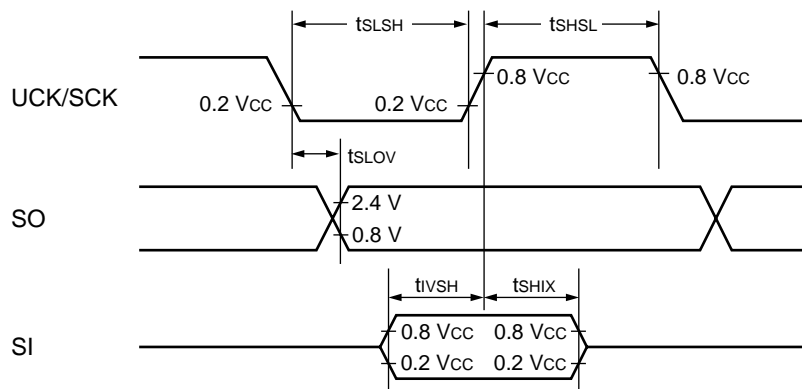 tSLSH tSHSL
UCK/SCK
0.8 VCC 0.8 VCC
0.2 VCC 0.2 VCC
tSLOV
SO
2.4 V
0.8 V
tIVSH tSHIX
SI
0.8 VCC 0.8 VCC
0.2 VCC 0.2 VCC